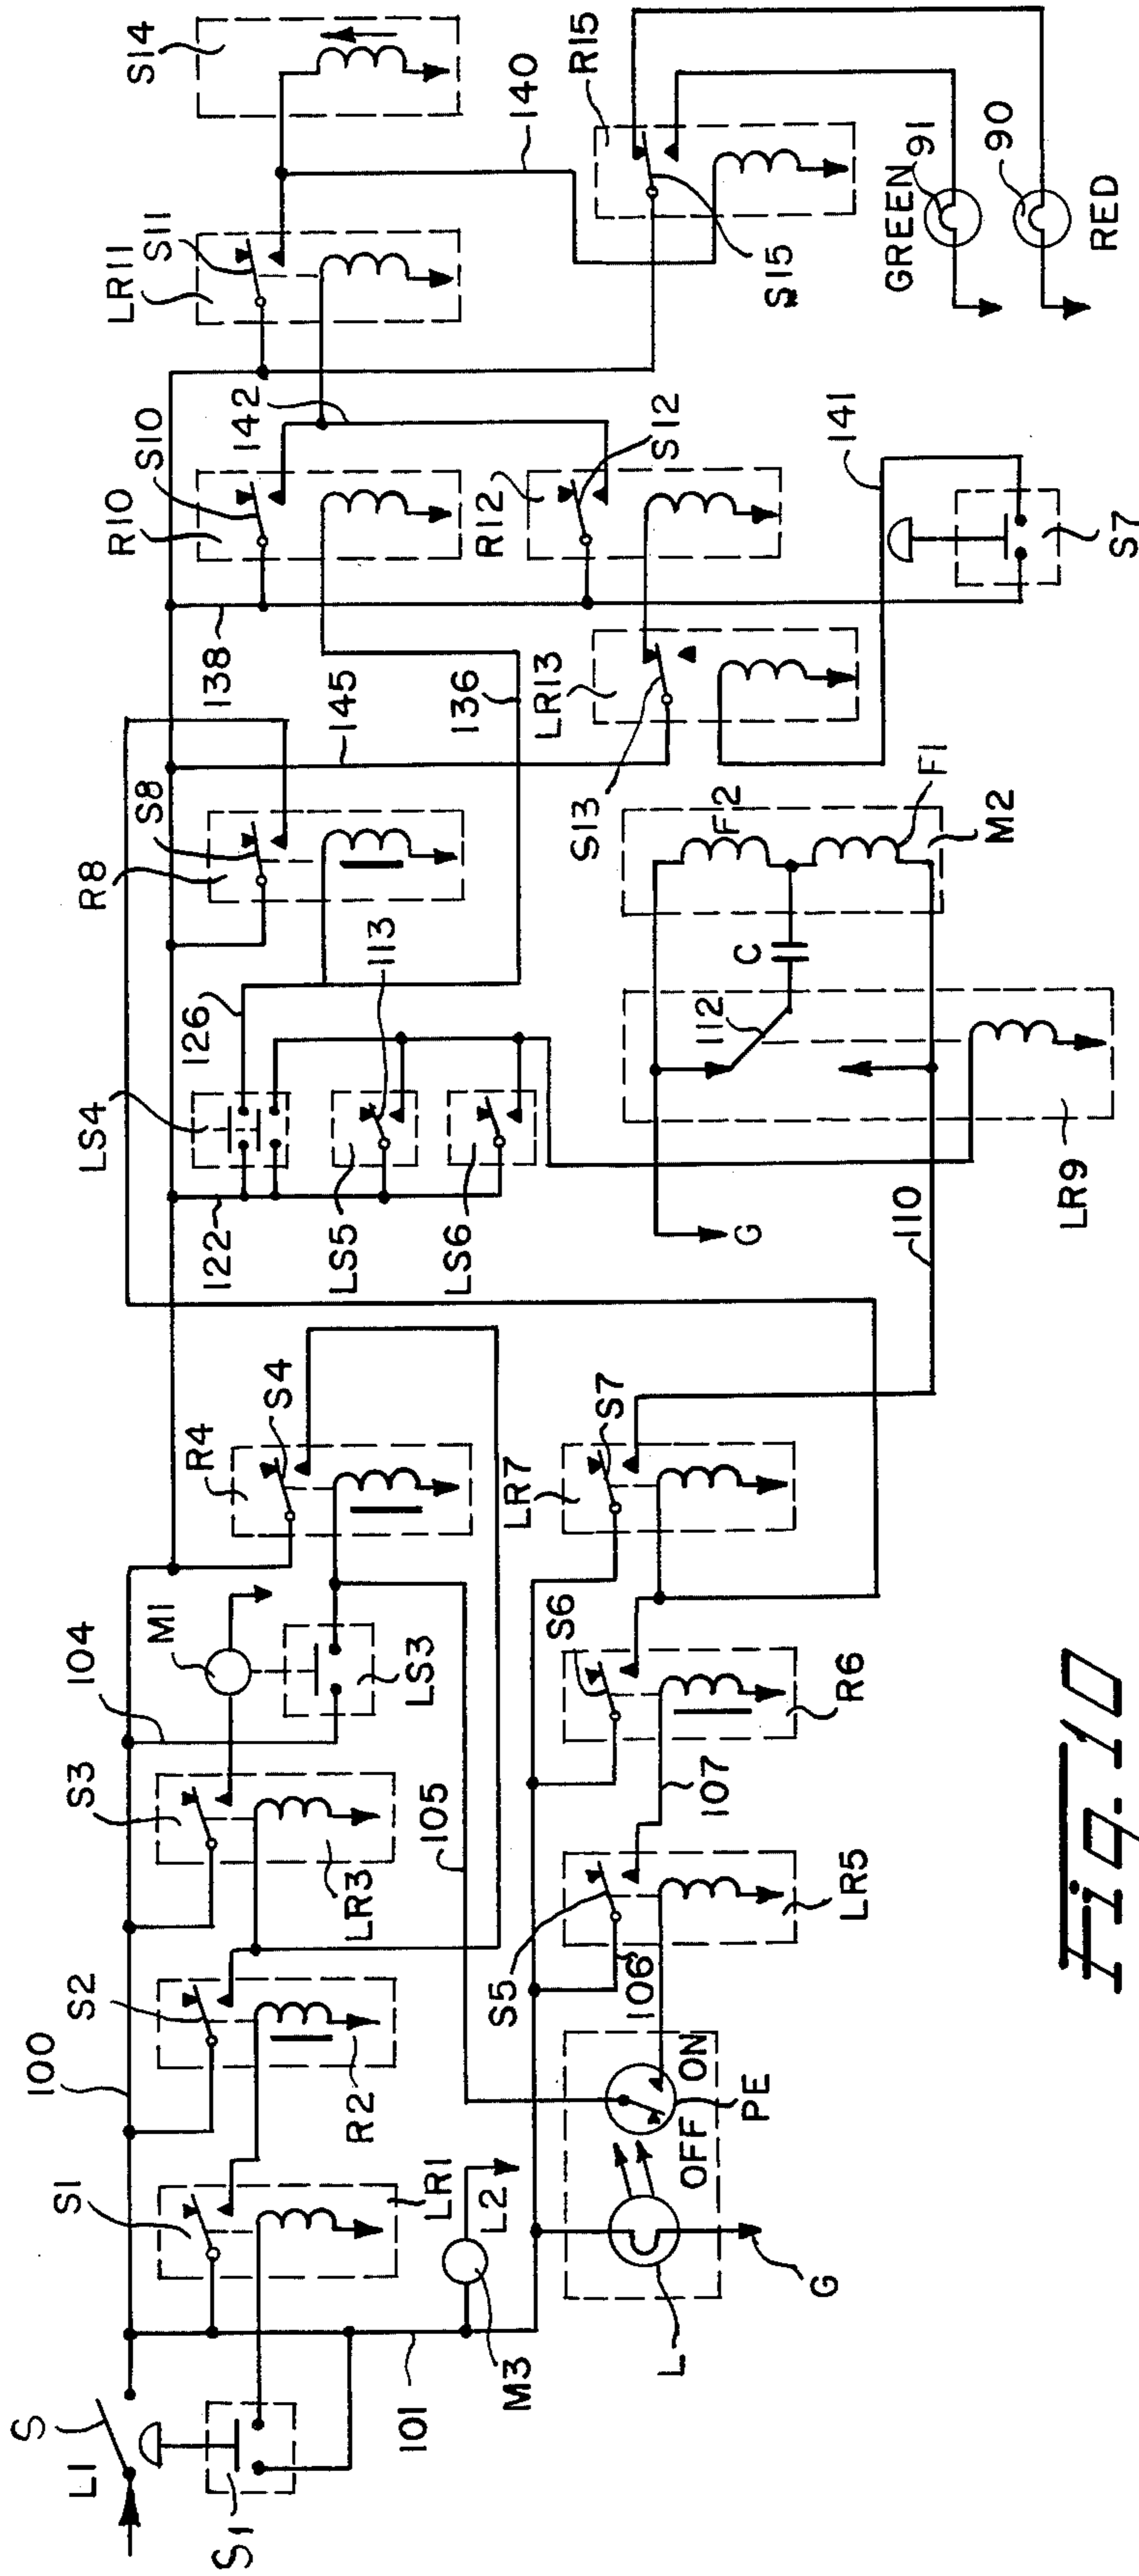 L1
S
S1
100
S1
LR1
R2
S2
S3
LR3
104
M1
LS3
R4
S4
105
101
M3
L2
L
G
OFF
ON
PE
S5
106
LR5
107
S6
R6
LR7
S7
110
122
LS4
126
LS5
113
LS6
R8
S8
145
138
136
R10
S10
142
LR11
S11
S14
140
R15
S15
R12
S12
LR13
S13
141
S7
GREEN
91
90
RED
G
112
C
F2
F1
M2
LR9
Fig. 10